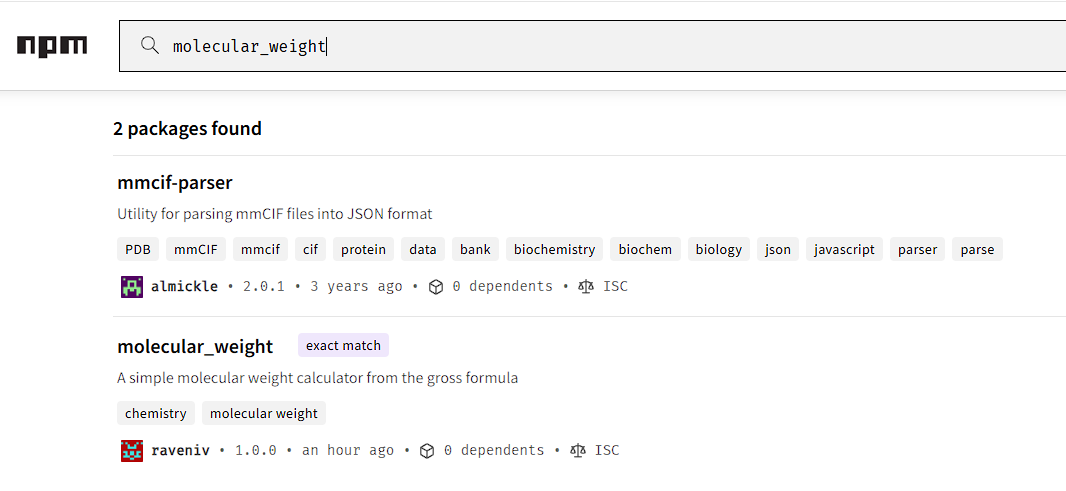 npm
molecular_weight
2 packages found
mmcif-parser
Utility for parsing mmCIF files into JSON format
PDB mmCIF mmcif cif protein data bank biochemistry biochem biology json javascript parser parse
almickle • 2.0.1 • 3 years ago • 0 dependents • ISC
molecular_weight exact match
A simple molecular weight calculator from the gross formula
chemistry molecular weight
raveniv • 1.0.0 • an hour ago • 0 dependents • ISC